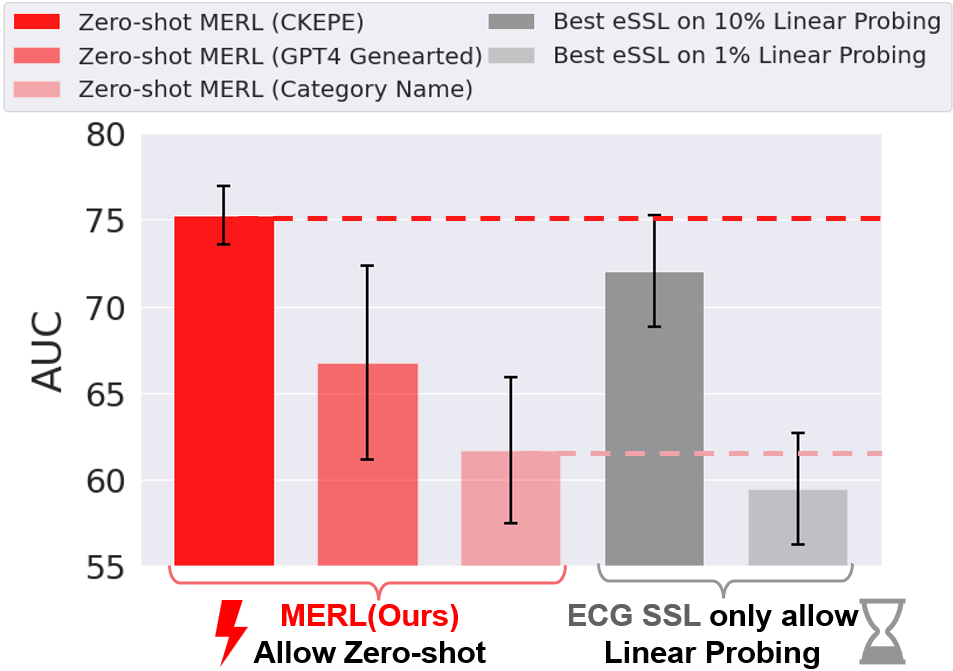 Zero-shot MERL (CKEPE)
Zero-shot MERL (GPT4 Genearted)
Zero-shot MERL (Category Name)
Best eSSL on 10% Linear Probing
Best eSSL on 1% Linear Probing
80
75
70
65
60
55
AUC
MERL(Ours)
Allow Zero-shot
ECG SSL only allow
Linear Probing